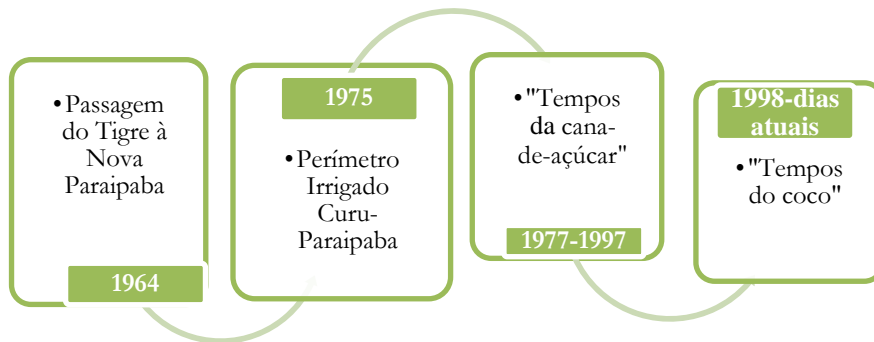 •Passagem
do Tigre à
Nova
Paraipaba
1964
1975
•Perímetro
Irrigado
Curu-
Paraipaba
•"Tempos
da cana-
de-açúcar"
1977-1997
1998-dias
atuais
•"Tempos
do coco"